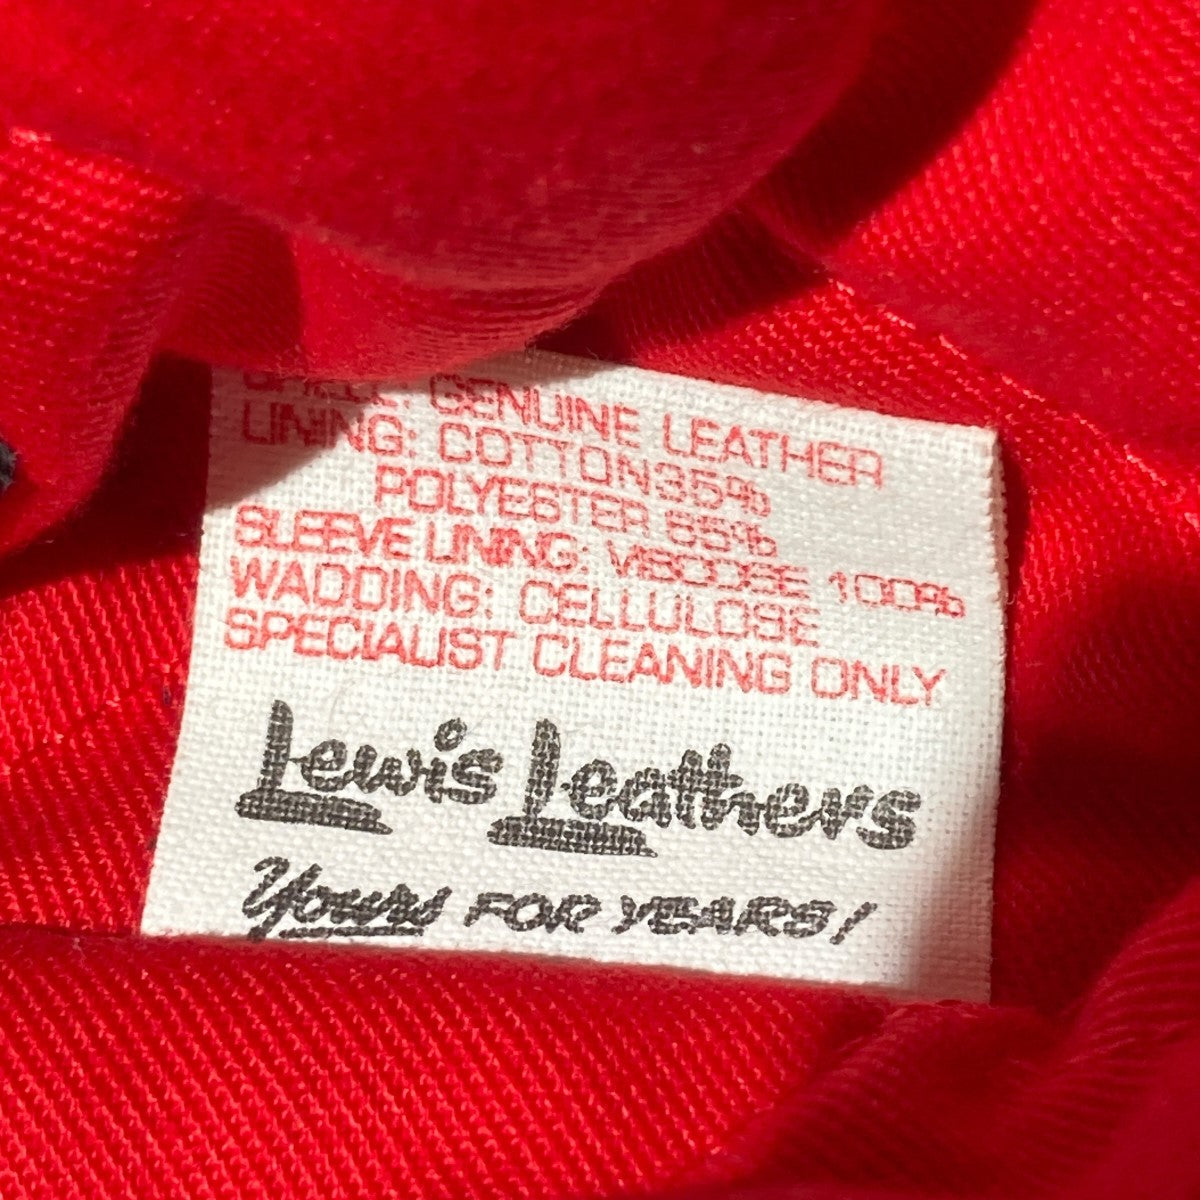 SHELL: GENUINE LEATHER
LINING: COTTON 35%
POLYESTER 65%
SLEEVE LINING: VISCOSE 100%
WADDING: CELLULOSE
SPECIALIST CLEANING ONLY
Lewis Leathers
Yours FOR YEARS!